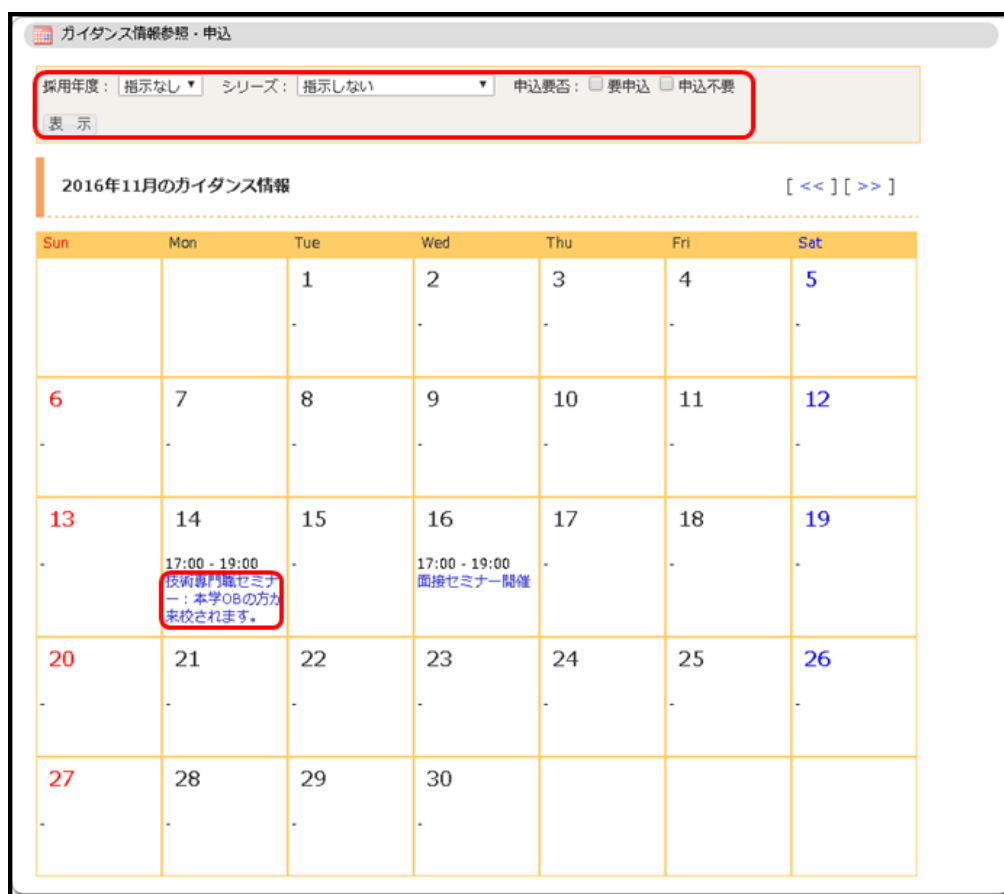 ガイダンス情報参照・申込
採用年度： 指示なし ▼ シリーズ： 指示しない ▼ 申込要否： 要申込 申込不要
表 示
2016年11月のガイダンス情報 [ << ] [ >> ]
Sun Mon Tue Wed Thu Fri Sat
1 2 3 4 5
- - - - -
6 7 8 9 10 11 12
- - - - - - -
13 14 15 16 17 18 19
- 17:00 - 19:00 - 17:00 - 19:00 - - -
技術専門職セミナ 面接セミナー開催
ー：本学OBの方が
来校されます。
20 21 22 23 24 25 26
- - - - - - -
27 28 29 30
- - - -